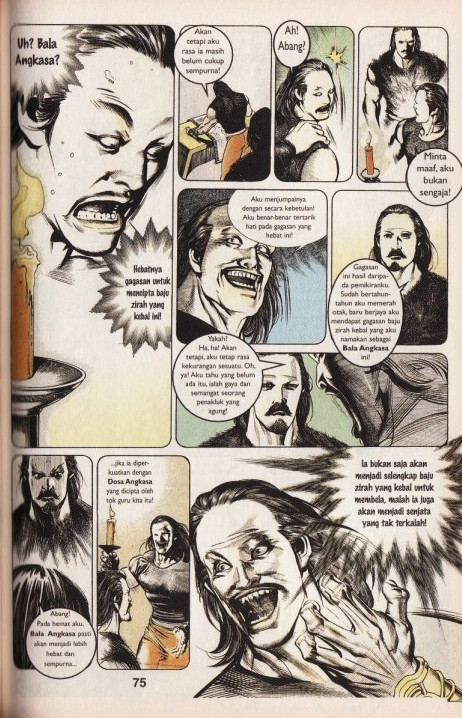 Uh? Bala
Angkasa?
Akan
tetapi aku
rasa ia masih
belum cukup
sempurna!
Ah!
Abang?
Minta
maaf, aku
bukan
sengaja!
Hebatnya
gagasan untuk
mencipta baju
zirah yang
kebal ini!
Aku menjumpainya
dengan secara kebetulan!
Aku benar-benar tertarik
hati pada gagasan yang
hebat ini!
Gagasan
ini hasil daripa-
da pemikiranku.
Sudah bertahun-
tahun aku memerah
otak, baru berjaya aku
mendapat gagasan baju
zirah kebal yang aku
namakan sebagai
Bala Angkasa
ini!
Yakah?
Ha, ha! Akan
tetapi, aku tetap rasa
kekurangan sesuatu. Oh,
ya! Aku tahu yang belum
ada itu, ialah gaya dan
semangat seorang
penakluk yang
agung!
Abang!
Pada hemat aku,
Bala Angkasa pasti
akan menjadi lebih
hebat dan
sempurna...
...jika ia diper-
kuatkan dengan
Dosa Angkasa
yang dicipta oleh
tok guru kita itu!
Ia bukan saja akan
menjadi selengkap baju
zirah yang kebal untuk
membela, malah ia juga
akan menjadi senjata
yang tak terkalah!
75